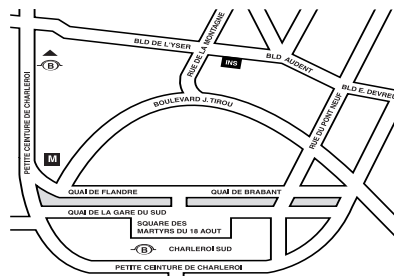 BLD DE L'YSER
RUE DE LA MONTAGNE
BLD AUDENT
BLD E. DEVREU
B
INS
PETITE CEINTURE DE CHARLEROI
BOULEVARD J. TIROU
RUE DU PONT NEUF
M
QUAI DE FLANDRE
QUAI DE BRABANT
QUAI DE LA GARE DU SUD
SQUARE DES
MARTYRS DU 18 AOUT
B
CHARLEROI SUD
PETITE CEINTURE DE CHARLEROI